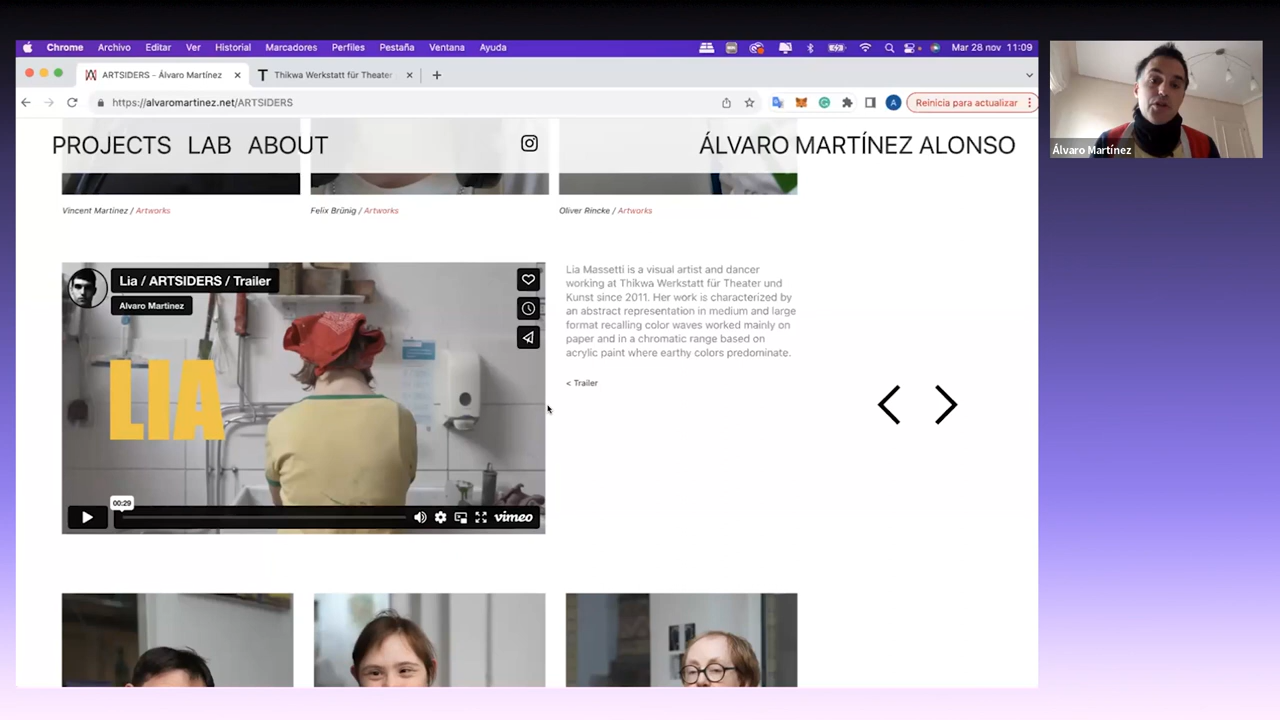 Chrome Archivo Editar Ver Historial Marcadores Perfiles Pestaña Ventana Ayuda Mar 28 nov 11:09
ARTSIDERS – Álvaro Martínez Thikwa Werkstatt für Theater
https://alvaromartinez.net/ARTSIDERS A Reinicia para actualizar
PROJECTS LAB ABOUT ÁLVARO MARTÍNEZ ALONSO
Álvaro Martínez
Vincent Martinez / Artworks
Felix Brünig / Artworks
Oliver Rincke / Artworks
Lia / ARTSIDERS / Trailer
Alvaro Martinez
LIA
00:29
vimeo
Lia Massetti is a visual artist and dancer
working at Thikwa Werkstatt für Theater und
Kunst since 2011. Her work is characterized by
an abstract representation in medium and large
format recalling color waves worked mainly on
paper and in a chromatic range based on
acrylic paint where earthy colors predominate.
< Trailer